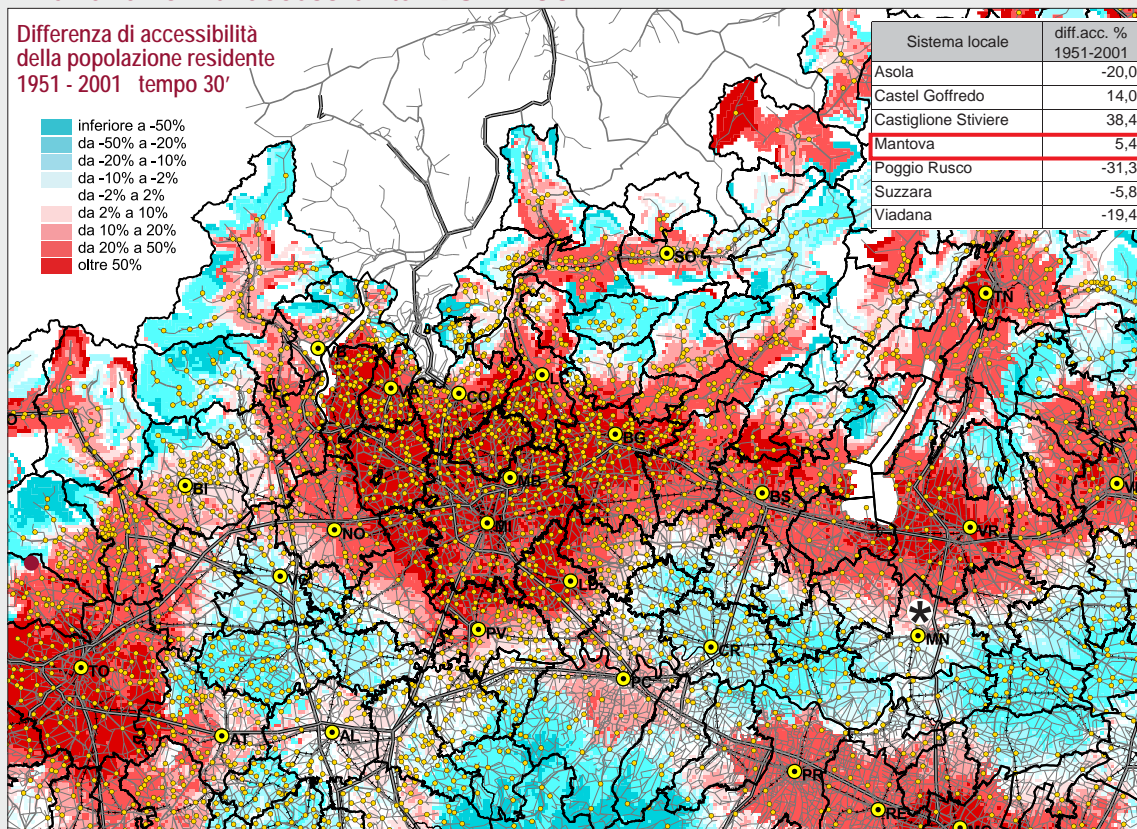 Differenza di accessibilità
della popolazione residente
1951 - 2001 tempo 30'
inferiore a -50%
da -50% a -20%
da -20% a -10%
da -10% a -2%
da -2% a 2%
da 2% a 10%
da 10% a 20%
da 20% a 50%
oltre 50%
Sistema locale diff.acc. % 1951-2001
Asola -20,0
Castel Goffredo 14,0
Castiglione Stiviere 38,4
Mantova 5,4
Poggio Rusco -31,3
Suzzara -5,8
Viadana -19,4
SO
TN
CO
BG
BI
MB
BS
MI
NO
VR
PV
MN
CR
TO
PC
AT
AL
PR
RE
*